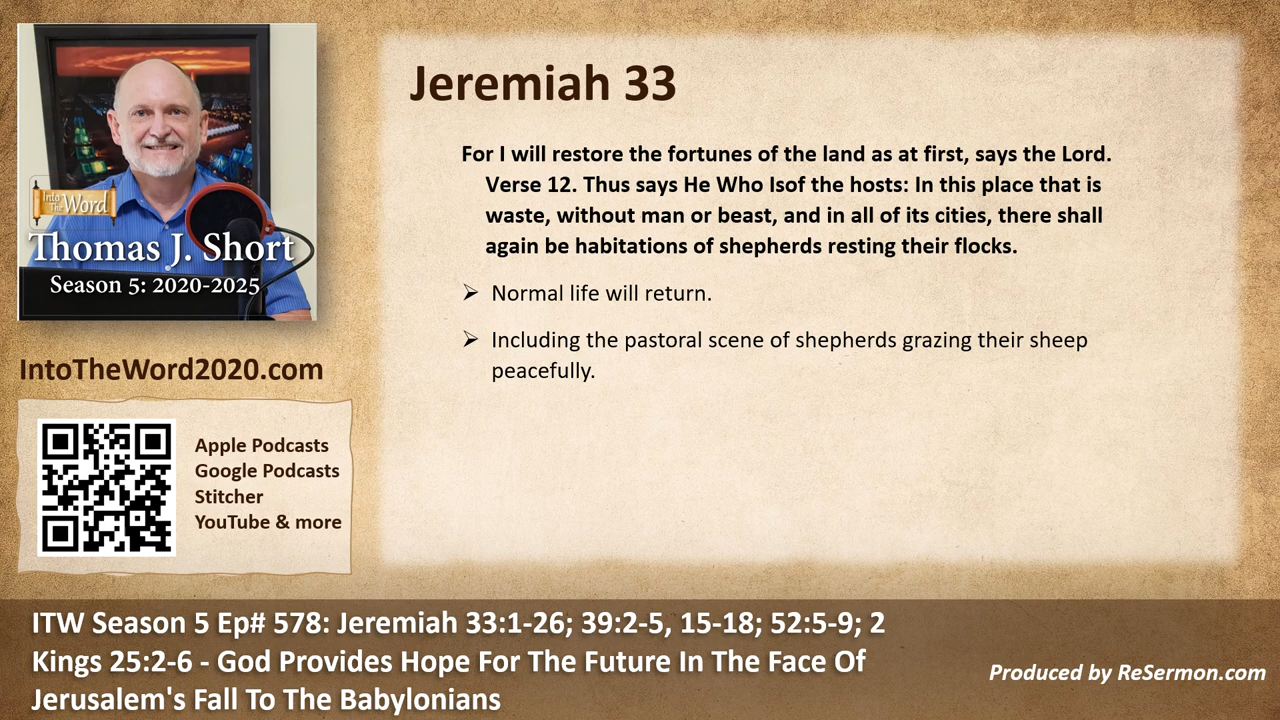 Into
The Word
Thomas J. Short
Season 5: 2020-2025
IntoTheWord2020.com
Apple Podcasts
Google Podcasts
Stitcher
YouTube & more
Jeremiah 33
For I will restore the fortunes of the land as at first, says the Lord.
Verse 12. Thus says He Who Isof the hosts: In this place that is
waste, without man or beast, and in all of its cities, there shall
again be habitations of shepherds resting their flocks.
➢ Normal life will return.
➢ Including the pastoral scene of shepherds grazing their sheep
peacefully.
ITW Season 5 Ep# 578: Jeremiah 33:1-26; 39:2-5, 15-18; 52:5-9; 2
Kings 25:2-6 - God Provides Hope For The Future In The Face Of
Jerusalem's Fall To The Babylonians
Produced by ReSermon.com